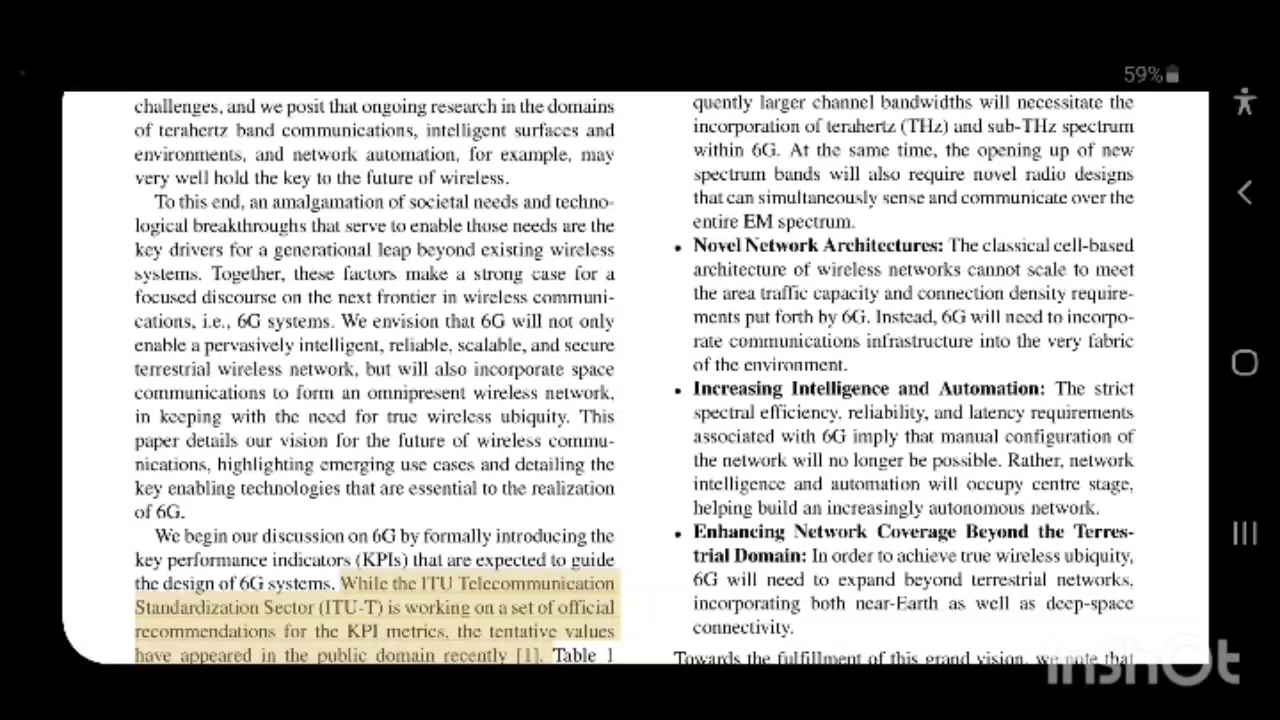 59%
challenges, and we posit that ongoing research in the domains
of terahertz band communications, intelligent surfaces and
environments, and network automation, for example, may
very well hold the key to the future of wireless.
To this end, an amalgamation of societal needs and techno-
logical breakthroughs that serve to enable those needs are the
key drivers for a generational leap beyond existing wireless
systems. Together, these factors make a strong case for a
focused discourse on the next frontier in wireless communi-
cations, i.e., 6G systems. We envision that 6G will not only
enable a pervasively intelligent, reliable, scalable, and secure
terrestrial wireless network, but will also incorporate space
communications to form an omnipresent wireless network,
in keeping with the need for true wireless ubiquity. This
paper details our vision for the future of wireless commu-
nications, highlighting emerging use cases and detailing the
key enabling technologies that are essential to the realization
of 6G.
We begin our discussion on 6G by formally introducing the
key performance indicators (KPIs) that are expected to guide
the design of 6G systems. While the ITU Telecommunication
Standardization Sector (ITU-T) is working on a set of official
recommendations for the KPI metrics, the tentative values
have appeared in the public domain recently [1]. Table 1
quently larger channel bandwidths will necessitate the
incorporation of terahertz (THz) and sub-THz spectrum
within 6G. At the same time, the opening up of new
spectrum bands will also require novel radio designs
that can simultaneously sense and communicate over the
entire EM spectrum.
• Novel Network Architectures: The classical cell-based
architecture of wireless networks cannot scale to meet
the area traffic capacity and connection density require-
ments put forth by 6G. Instead, 6G will need to incorpo-
rate communications infrastructure into the very fabric
of the environment.
• Increasing Intelligence and Automation: The strict
spectral efficiency, reliability, and latency requirements
associated with 6G imply that manual configuration of
the network will no longer be possible. Rather, network
intelligence and automation will occupy centre stage,
helping build an increasingly autonomous network.
• Enhancing Network Coverage Beyond the Terres-
trial Domain: In order to achieve true wireless ubiquity,
6G will need to expand beyond terrestrial networks,
incorporating both near-Earth as well as deep-space
connectivity.
Towards the fulfillment of this grand vision, we note that
InShOt